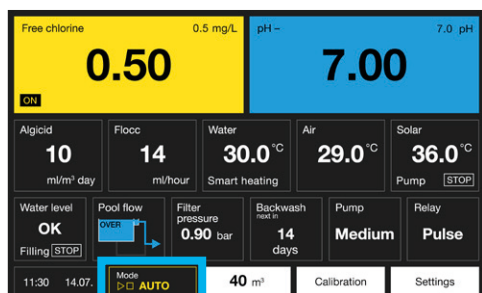 Free chlorine 0.5 mg/L
0.50
ON
pH – 7.0 pH
7.00
Algicid
10
ml/m³ day
Flocc
14
ml/hour
Water
30.0 °C
Smart heating
Air
29.0 °C
Solar
36.0 °C
Pump STOP
Water level
OK
Filling STOP
Pool flow
OVER
Filter
pressure
0.90 bar
Backwash
next in
14
days
Pump
Medium
Relay
Pulse
11:30 14.07.
Mode
AUTO
40 m³
Calibration
Settings